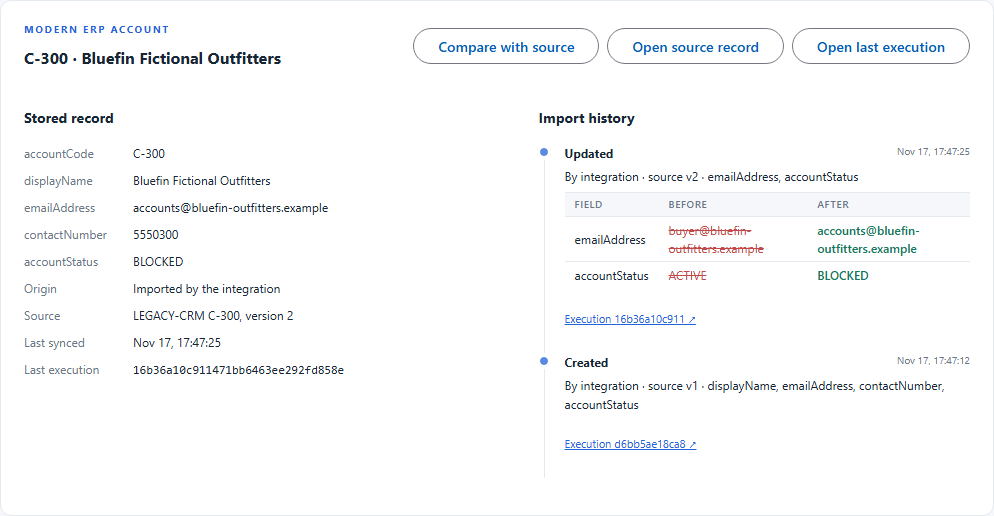 MODERN ERP ACCOUNT
C-300 · Bluefin Fictional Outfitters
Compare with source
Open source record
Open last execution
Stored record
accountCode C-300
displayName Bluefin Fictional Outfitters
emailAddress accounts@bluefin-outfitters.example
contactNumber 5550300
accountStatus BLOCKED
Origin Imported by the integration
Source LEGACY-CRM C-300, version 2
Last synced Nov 17, 17:47:25
Last execution 16b36a10c911471bb6463ee292fd858e
Import history
Updated Nov 17, 17:47:25
By integration · source v2 · emailAddress, accountStatus
FIELD BEFORE AFTER
emailAddress buyer@bluefin-outfitters.example accounts@bluefin-outfitters.example
accountStatus ACTIVE BLOCKED
Execution 16b36a10c911 ↗
Created Nov 17, 17:47:12
By integration · source v1 · displayName, emailAddress, contactNumber,
accountStatus
Execution d6bb5ae18ca8 ↗